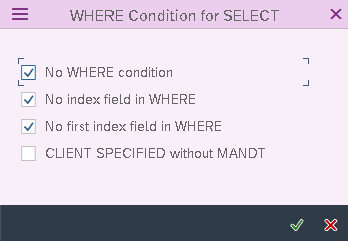 WHERE Condition for SELECT
No WHERE condition
No index field in WHERE
No first index field in WHERE
CLIENT SPECIFIED without MANDT